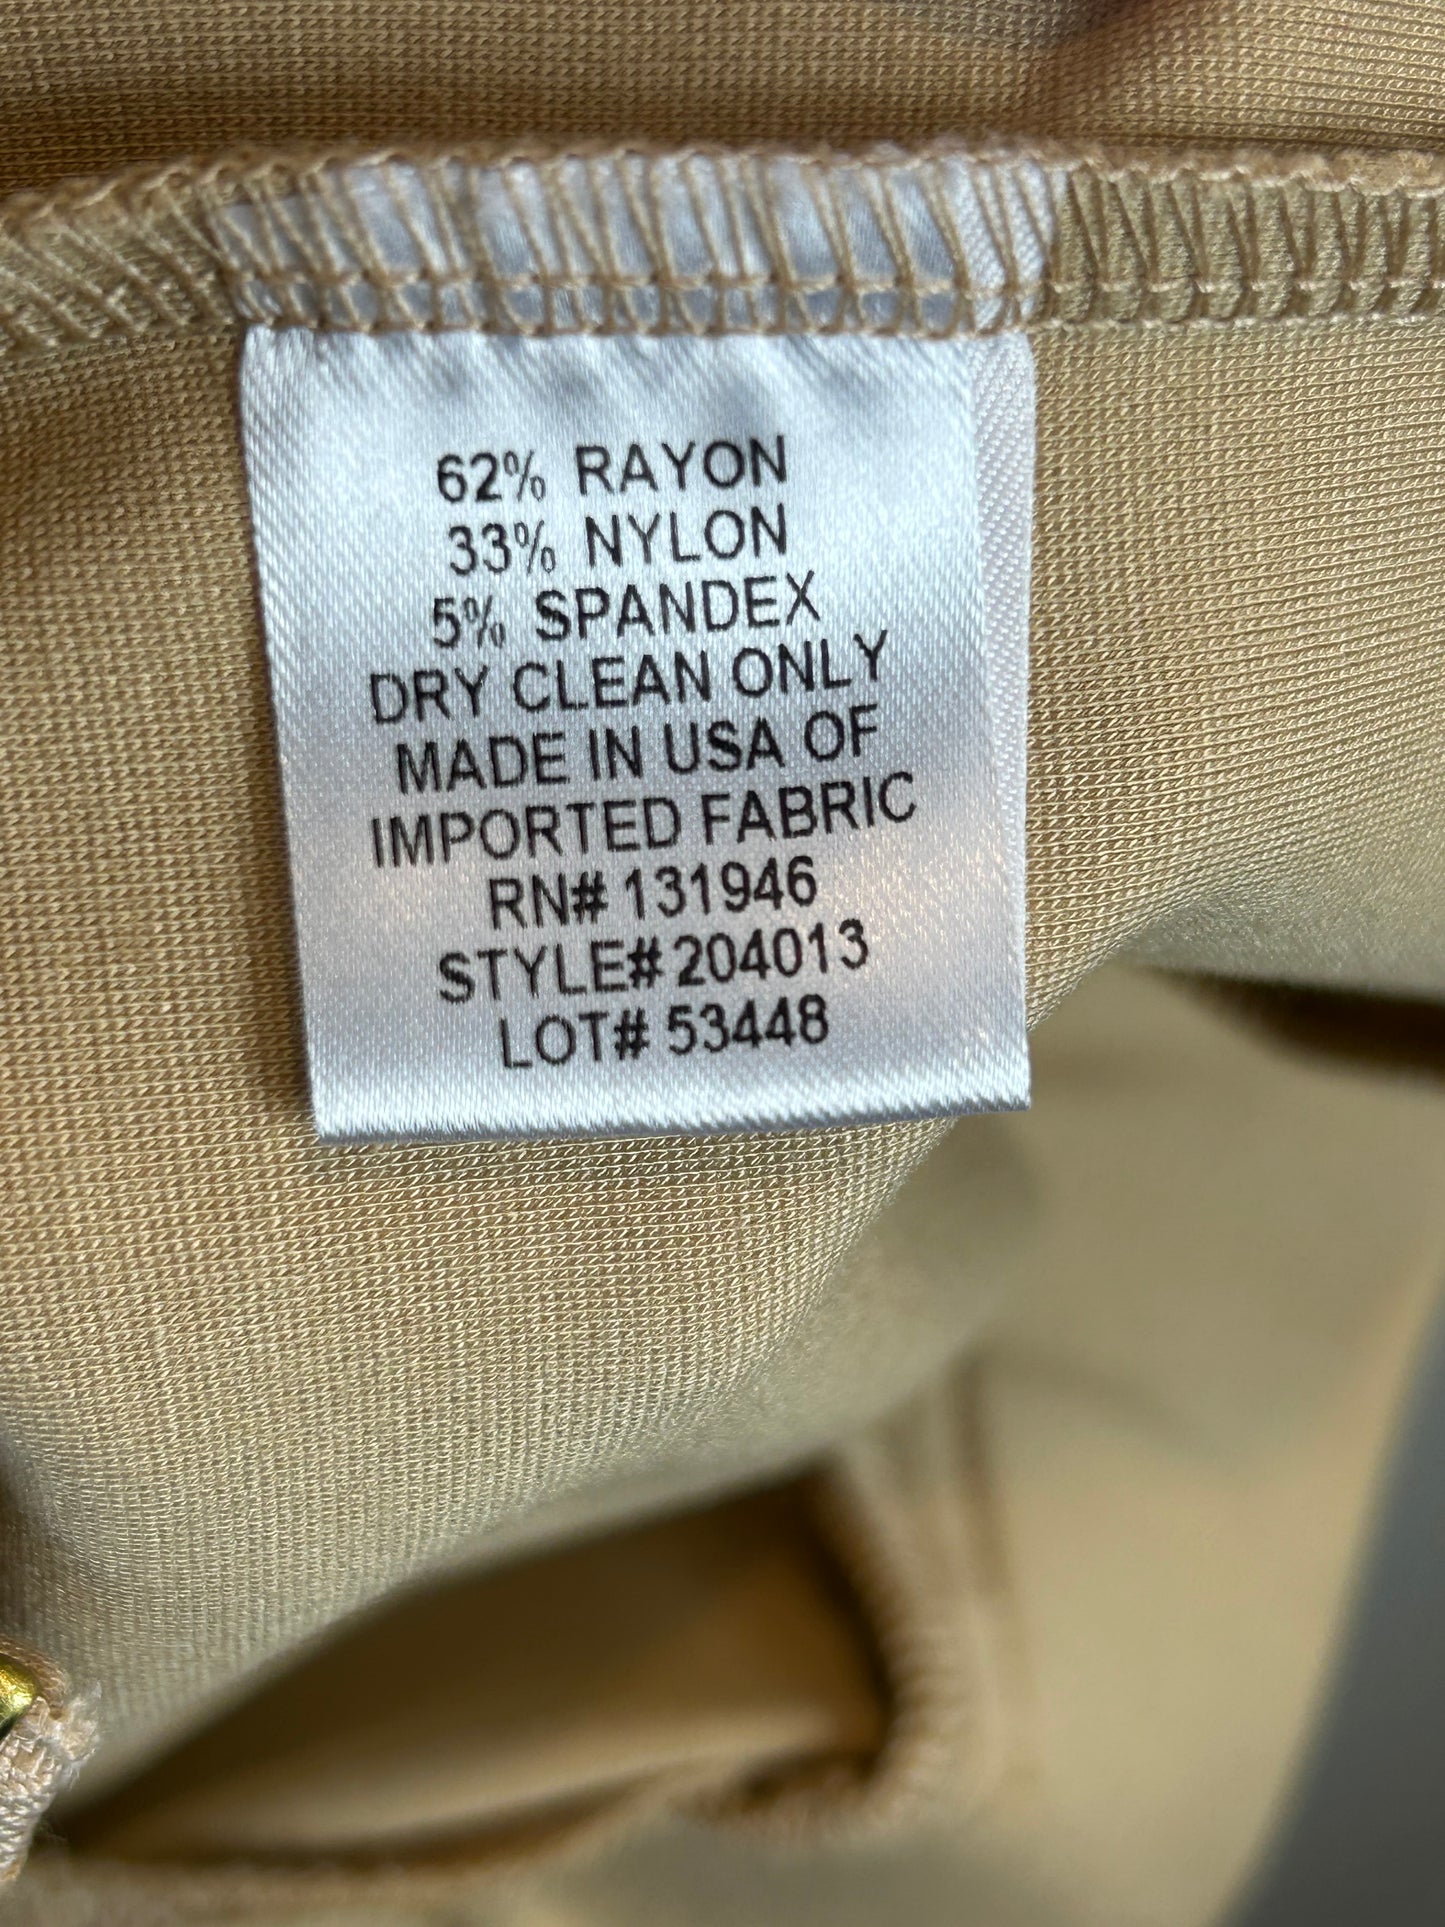 62% RAYON
33% NYLON
5% SPANDEX
DRY CLEAN ONLY
MADE IN USA OF
IMPORTED FABRIC
RN# 131946
STYLE# 204013
LOT# 53448